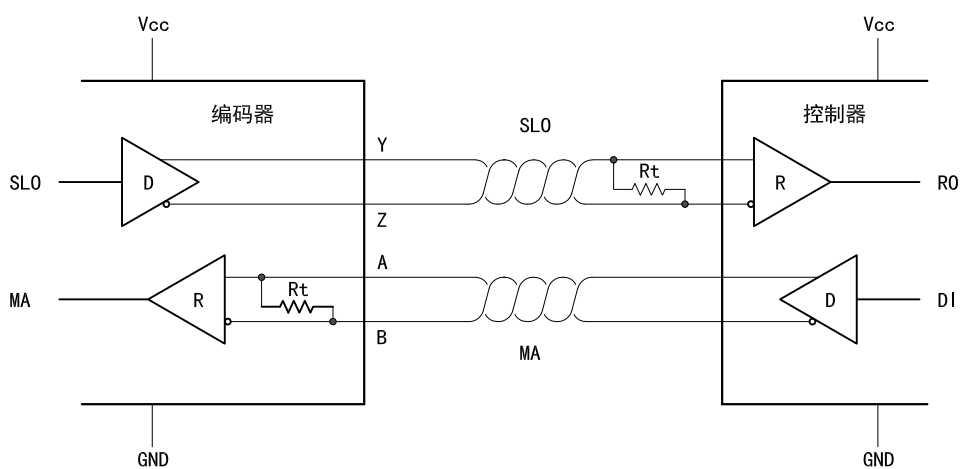 Vcc
Vcc
编码器
控制器
SLO
Y
D
Rt
R
SLO
RO
Z
A
MA
R
Rt
D
DI
B
MA
GND
GND